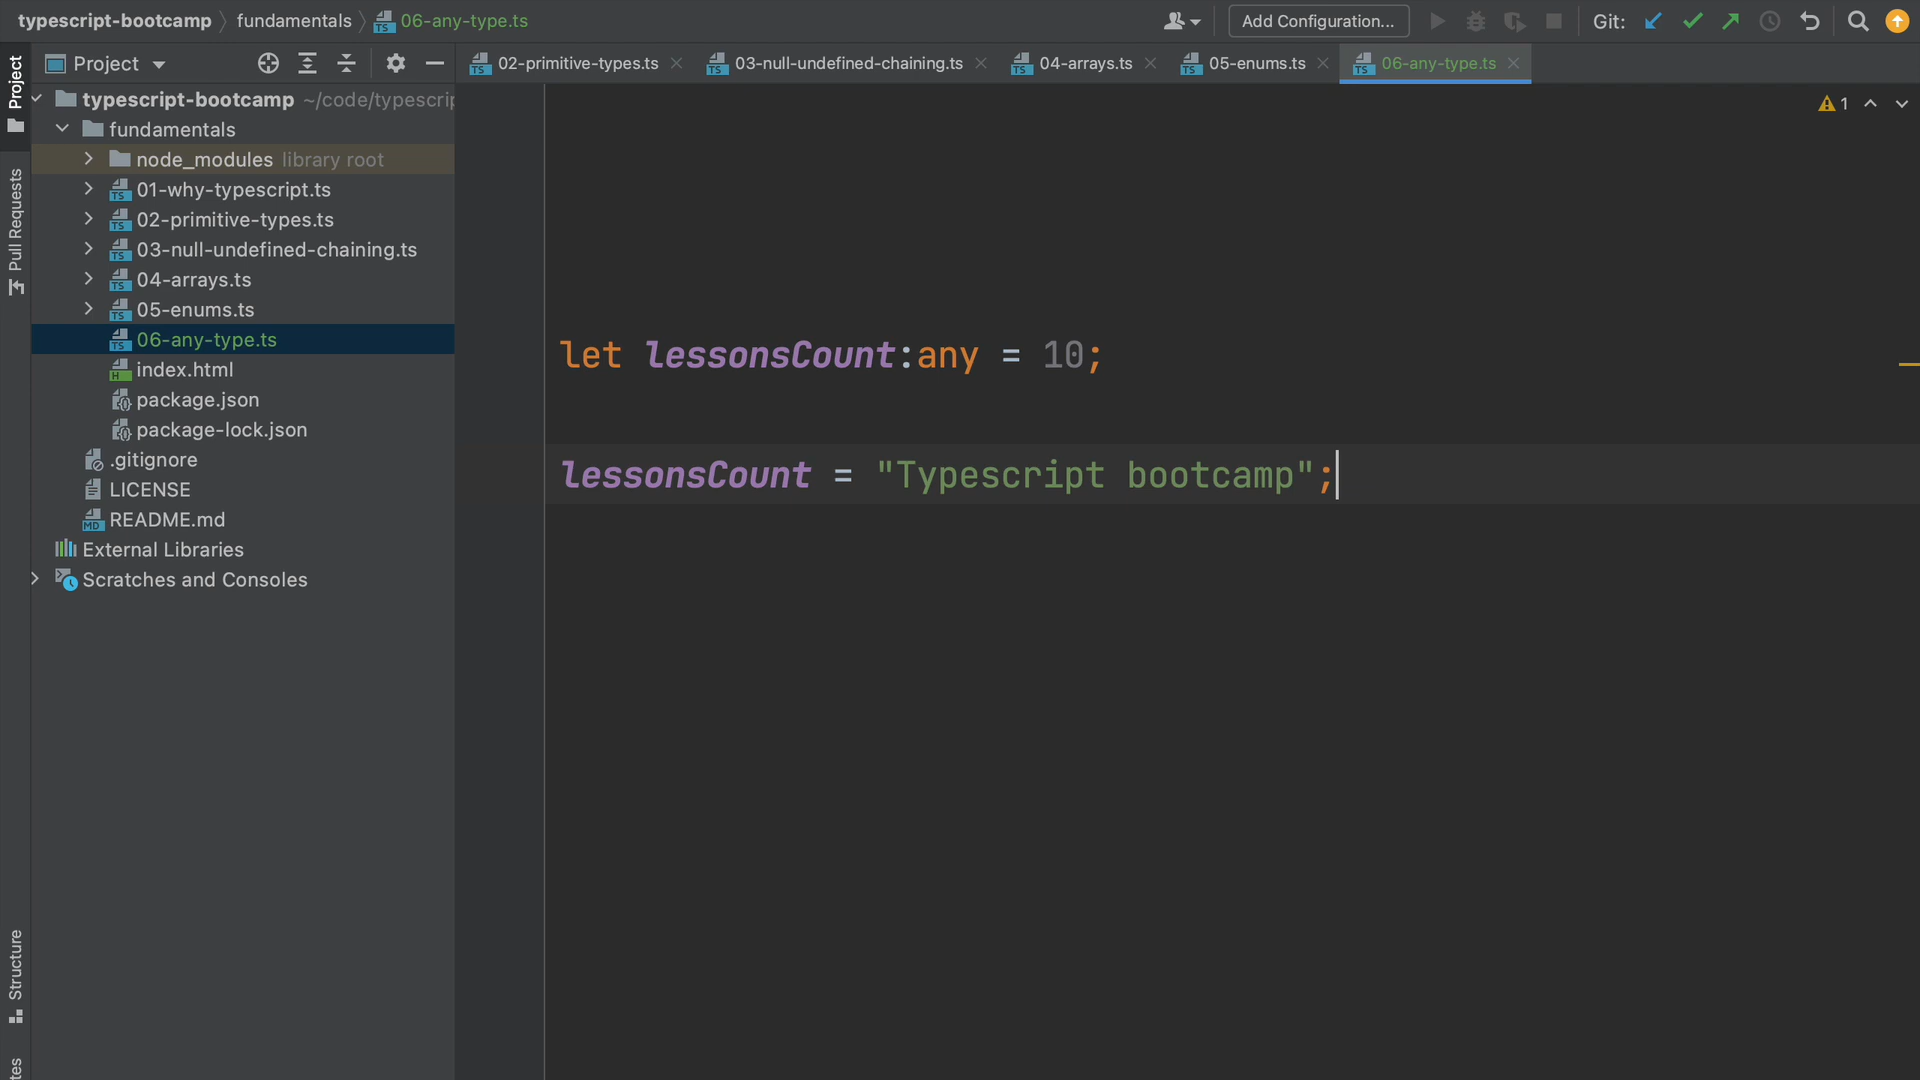 typescript-bootcamp fundamentals 06-any-type.ts Add Configuration... Git:
Project
02-primitive-types.ts 03-null-undefined-chaining.ts 04-arrays.ts 05-enums.ts 06-any-type.ts
Project
Pull Requests
Structure
typescript-bootcamp ~/code/typescrip
fundamentals
node_modules library root
01-why-typescript.ts
02-primitive-types.ts
03-null-undefined-chaining.ts
04-arrays.ts
05-enums.ts
06-any-type.ts
index.html
package.json
package-lock.json
.gitignore
LICENSE
README.md
External Libraries
Scratches and Consoles
1
let lessonsCount:any = 10;
lessonsCount = "Typescript bootcamp";